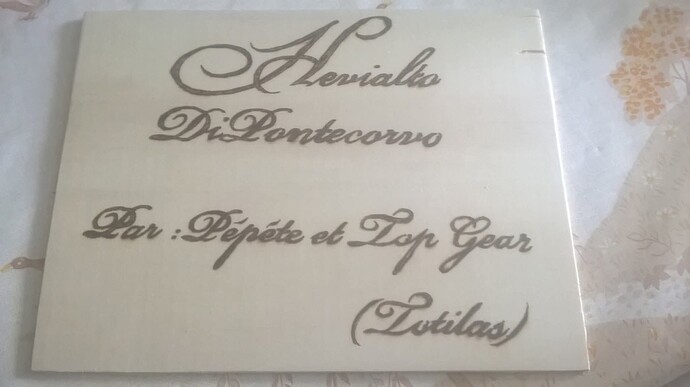 Hevialto
Di Pontecorvo
Par : Pépéte et Top Gear
(Totilas)